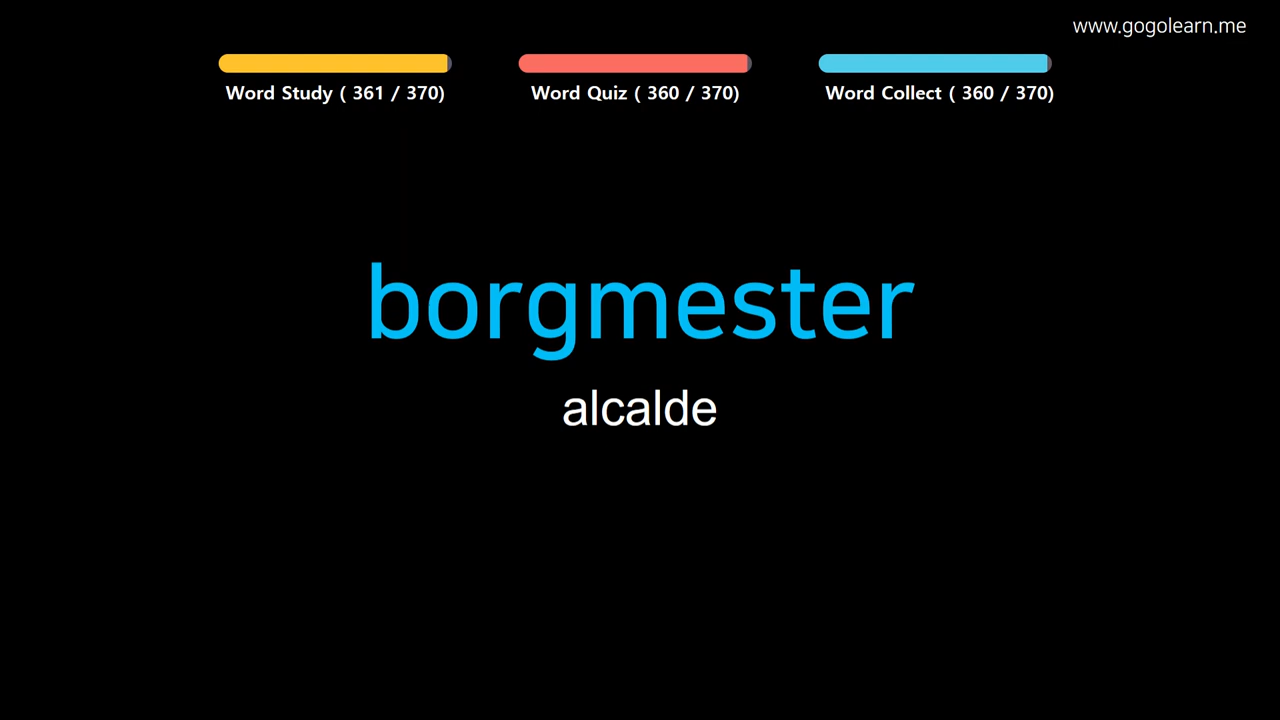 www.gogolearn.me
Word Study ( 361 / 370)
Word Quiz ( 360 / 370)
Word Collect ( 360 / 370)
borgmester
alcalde